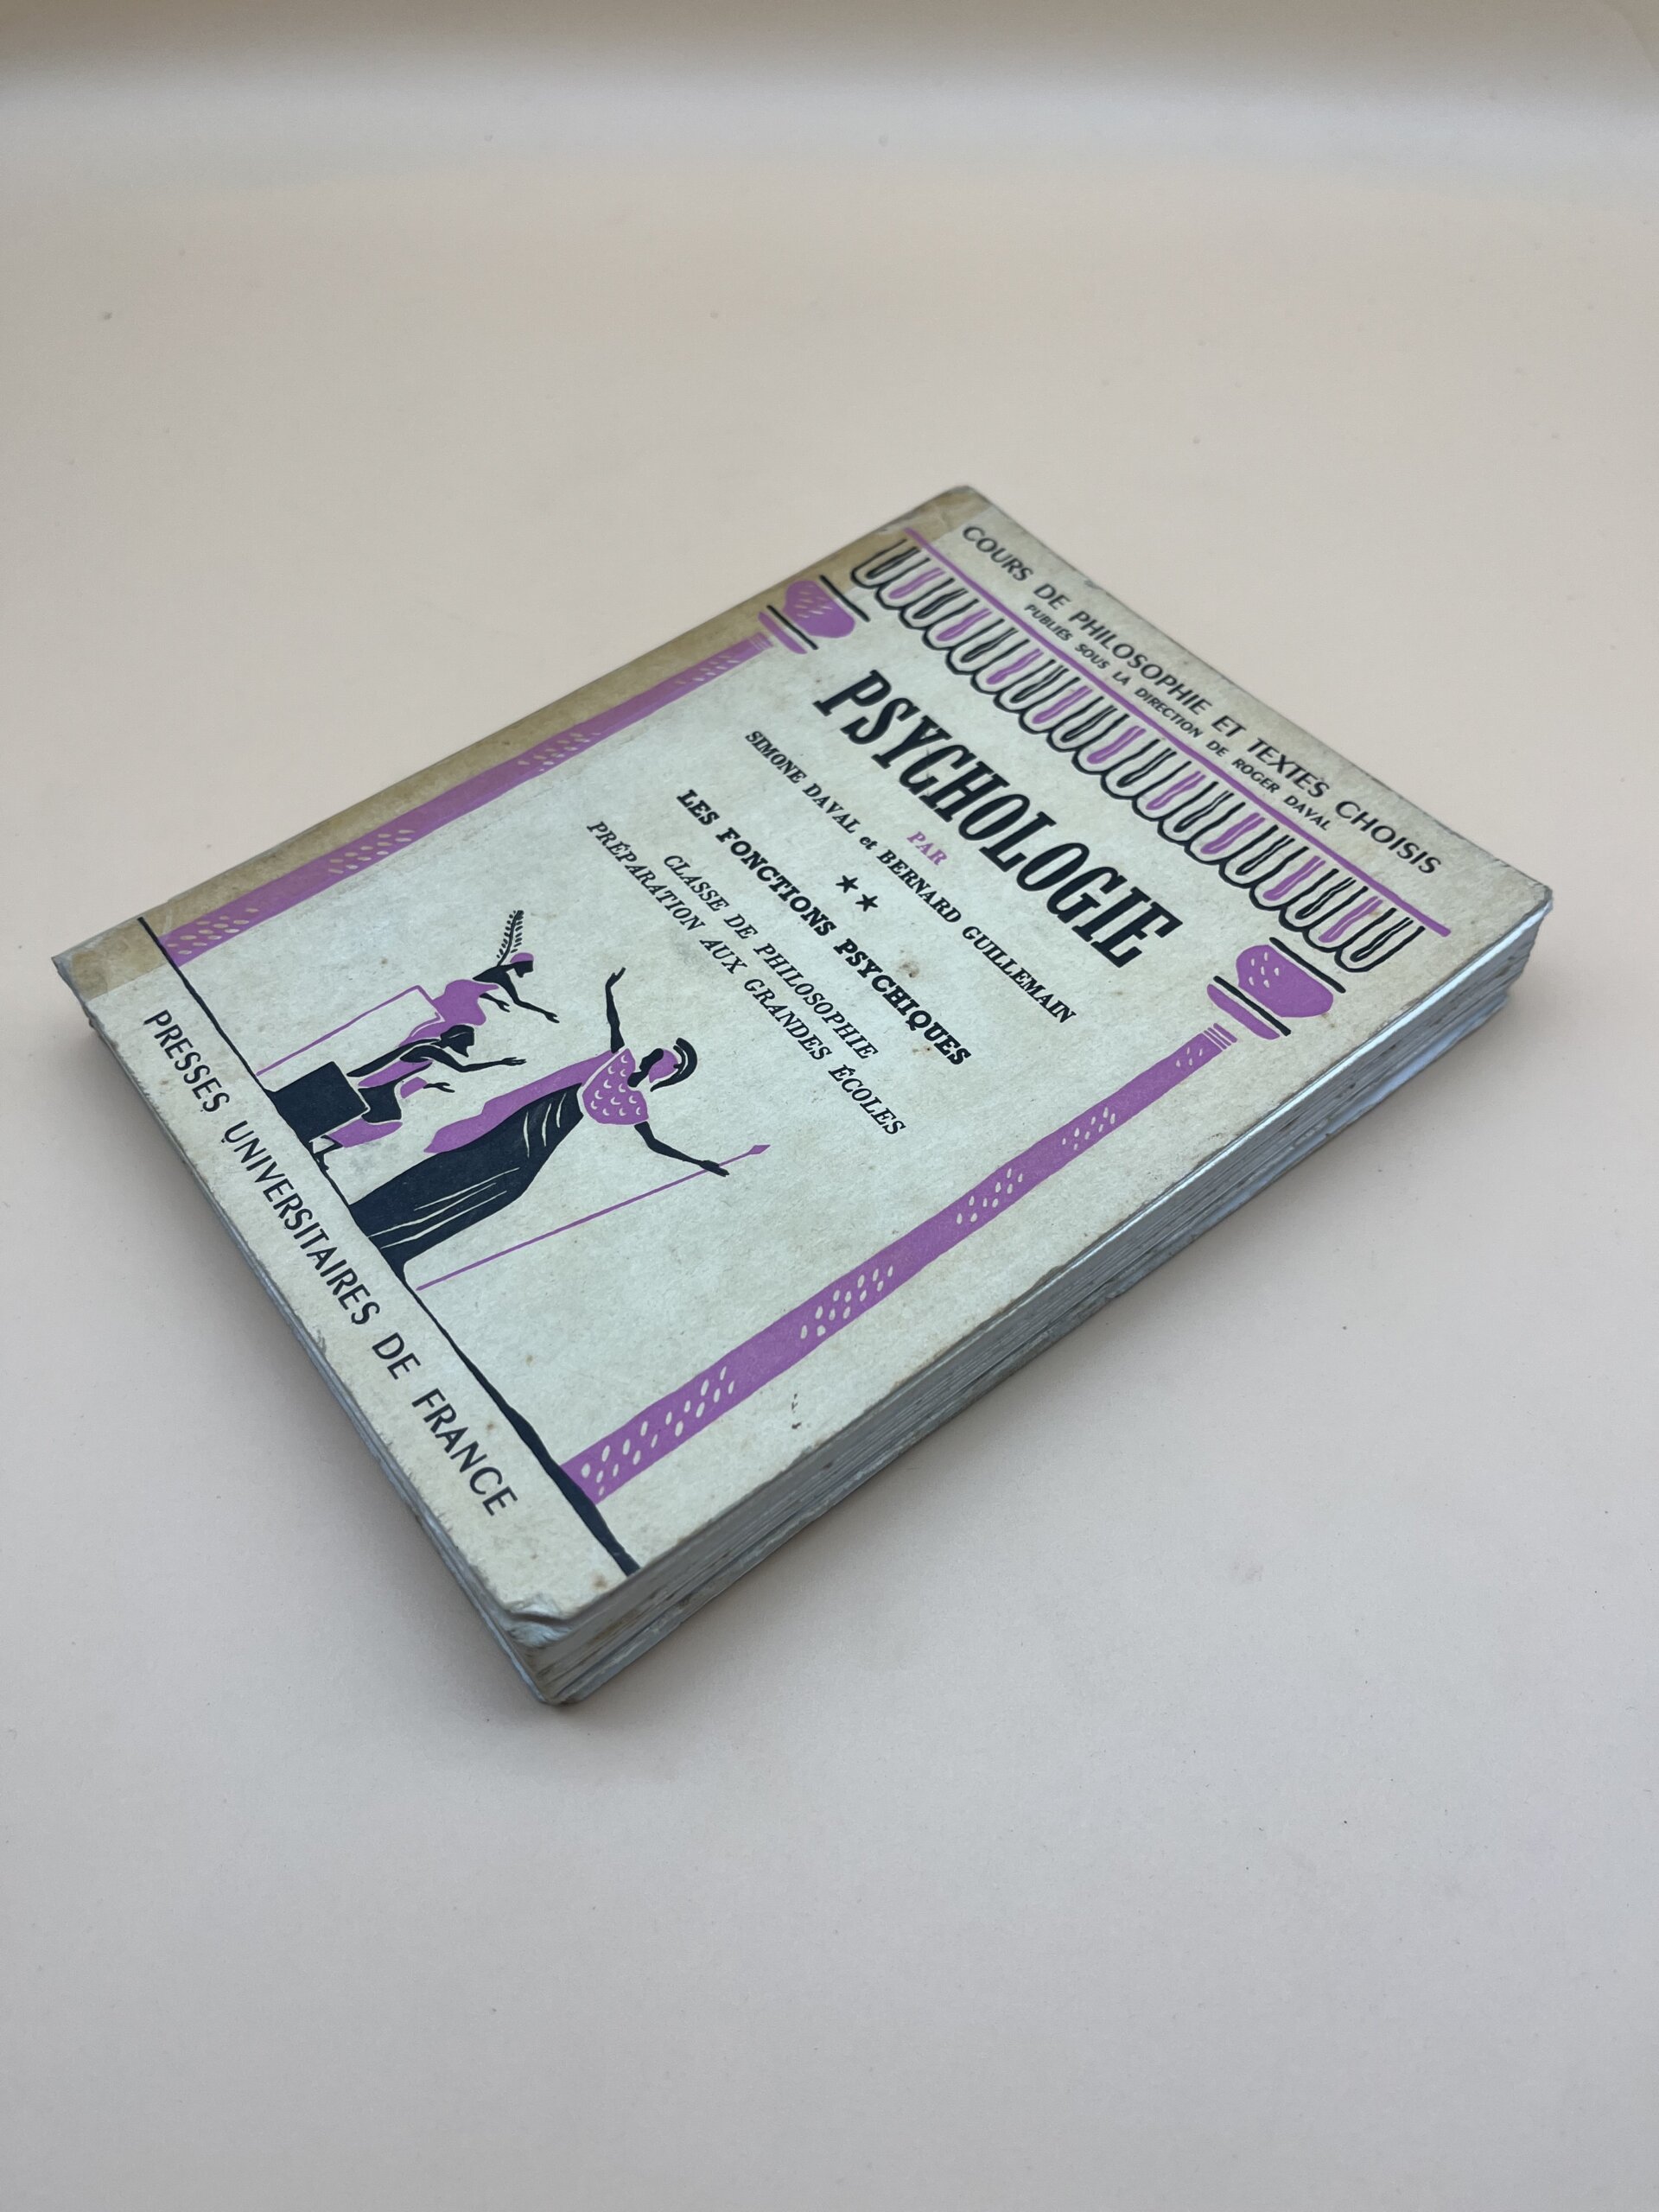 COURS DE PHILOSOPHIE ET TEXTES CHOISIS
PUBLIÉS SOUS LA DIRECTION DE ROGER DAVAL
PSYCHOLOGIE
PAR
SIMONE DAVAL et BERNARD GUILLEMAIN
★ ★
LES FONCTIONS PSYCHIQUES
CLASSE DE PHILOSOPHIE
PRÉPARATION AUX GRANDES ÉCOLES
PRESSES UNIVERSITAIRES DE FRANCE